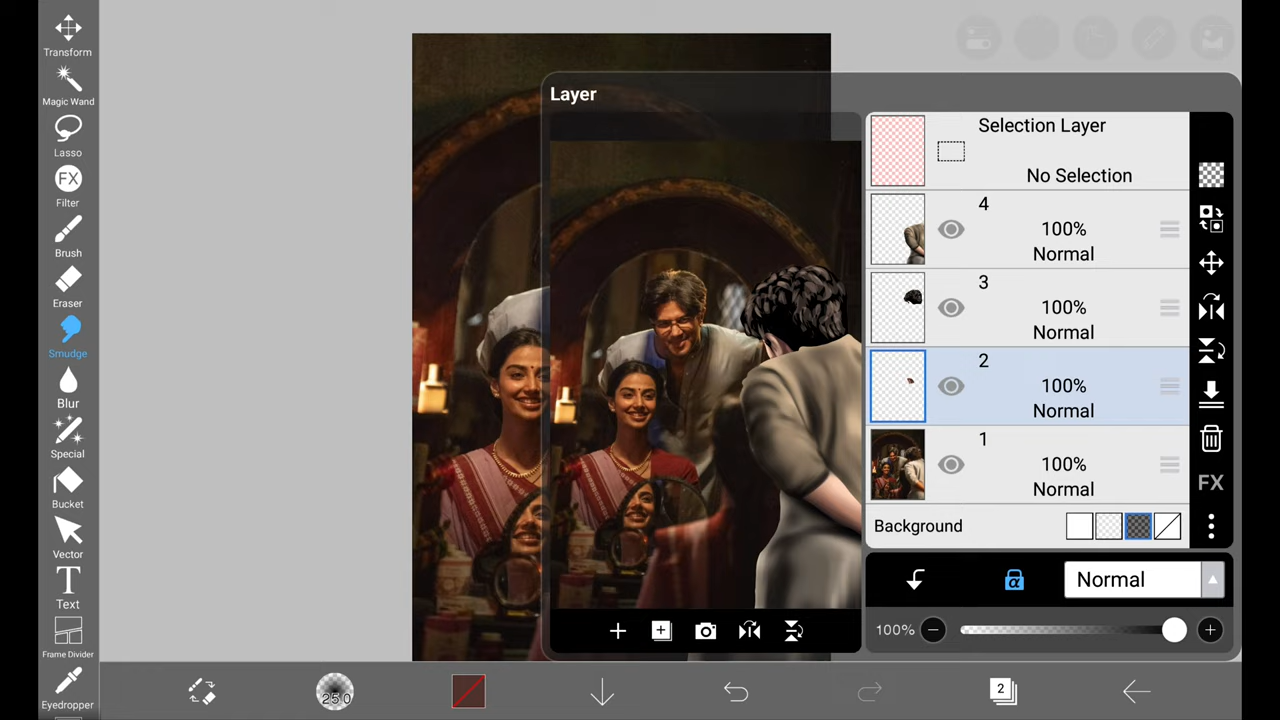 Transform
Magic Wand
Lasso
FX
Filter
Brush
Eraser
Smudge
Blur
Special
Bucket
Vector
T
Text
Frame Divider
Eyedropper
Layer
Selection Layer
No Selection
4
100%
Normal
3
100%
Normal
2
100%
Normal
1
100%
Normal
Background
FX
α
Normal
100%
250
2